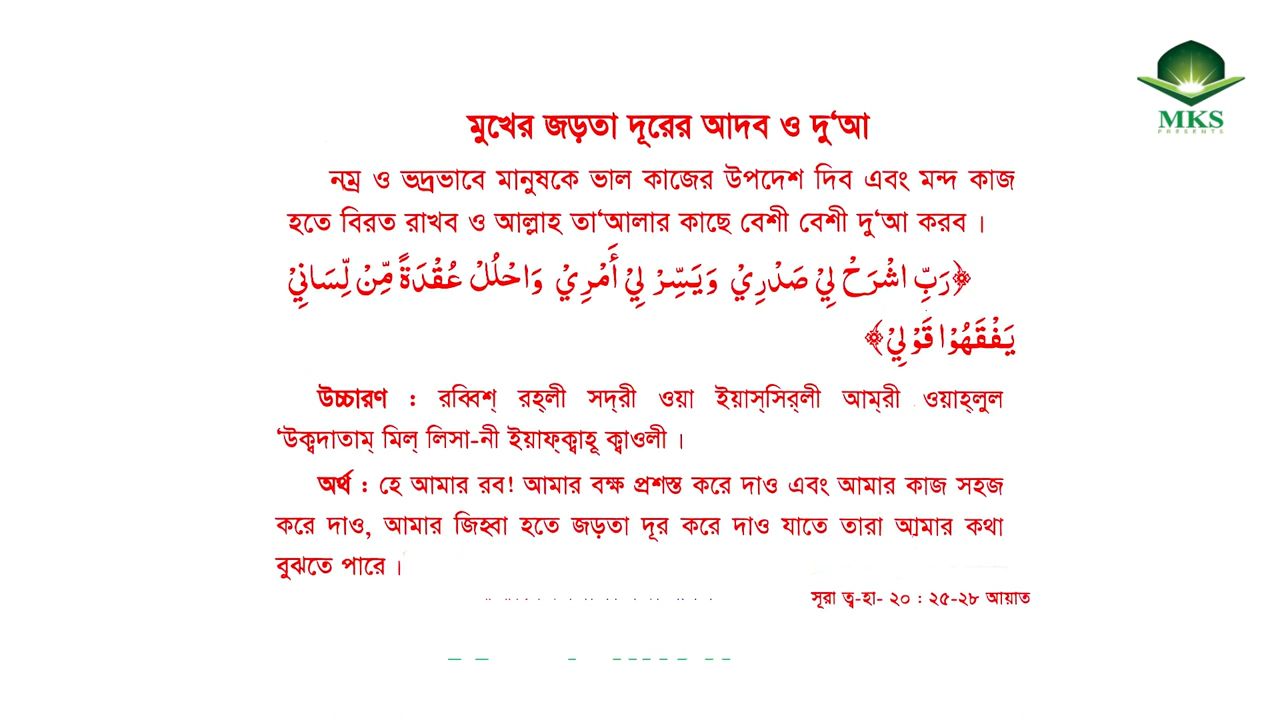 MKS
PRESENTS
মুখের জড়তা দূরের আদব ও দু‘আ
নম্র ও ভদ্রভাবে মানুষকে ভাল কাজের উপদেশ দিব এবং মন্দ কাজ
হতে বিরত রাখব ও আল্লাহ তা‘আলার কাছে বেশী বেশী দু‘আ করব ।
﴿رَبِّ اشْرَحْ لِيْ صَدْرِيْ وَيَسِّرْ لِيْ أَمْرِيْ وَاحْلُلْ عُقْدَةً مِّنْ لِّسَانِيْ
يَفْقَهُوْا قَوْلِيْ﴾
উচ্চারণ : রব্বিশ্ রহ্‌লী সদ্‌রী ওয়া ইয়াস্‌সির্‌লী আম্‌রী ওয়াহ্‌লুল
‘উক্বদাতাম্ মিল্ লিসা-নী ইয়াফ্‌ক্বাহূ ক্বাওলী ।
অর্থ : হে আমার রব! আমার বক্ষ প্রশস্ত করে দাও এবং আমার কাজ সহজ
করে দাও, আমার জিহ্বা হতে জড়তা দূর করে দাও যাতে তারা আমার কথা
বুঝতে পারে ।
সূরা ত্ব-হা- ২০ : ২৫-২৮ আয়াত